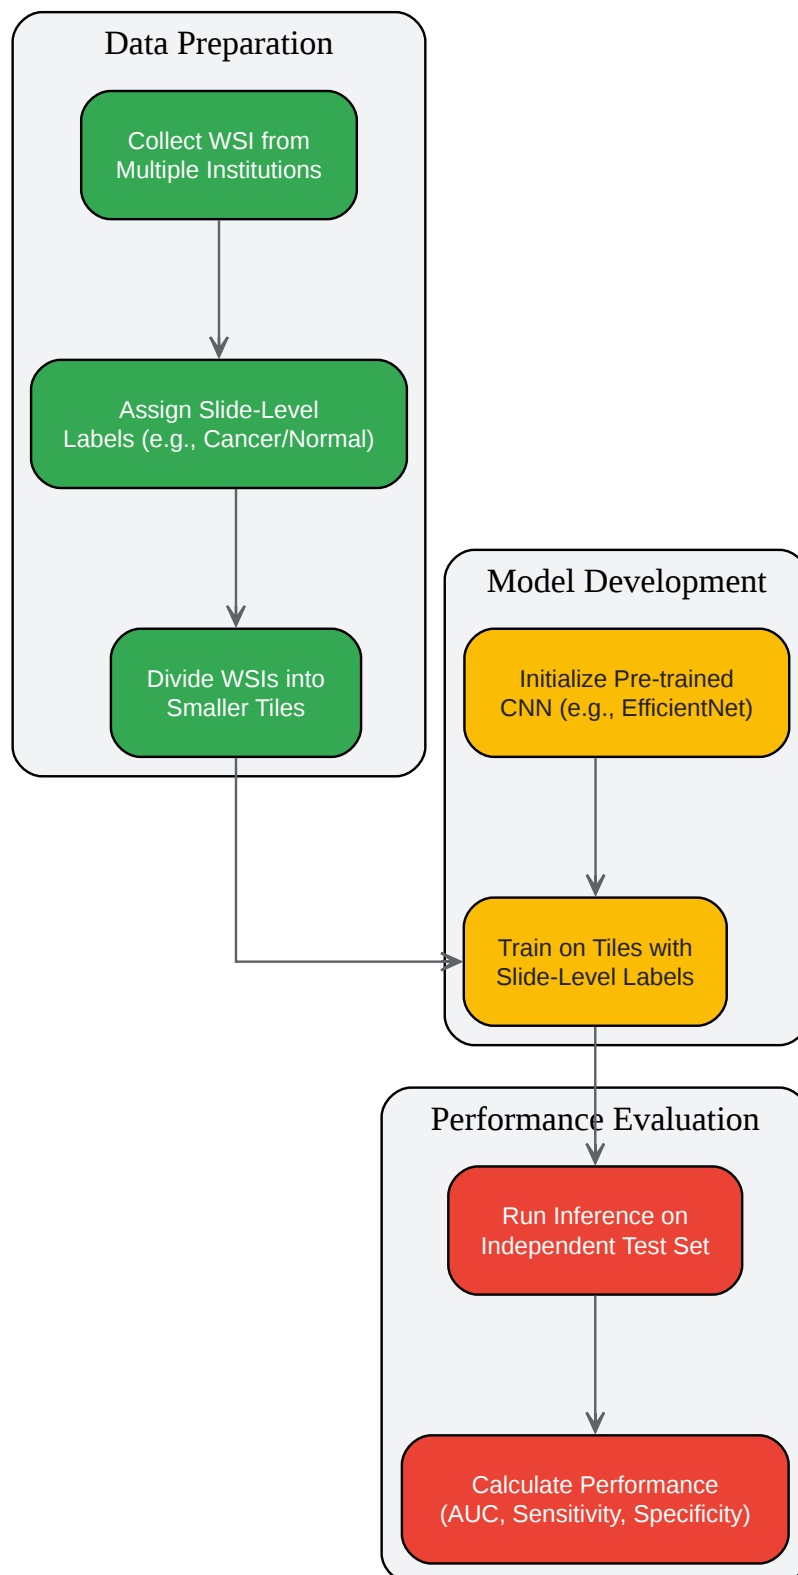 Data Preparation
Collect WSI from
Multiple Institutions
Assign Slide-Level
Labels (e.g., Cancer/Normal)
Divide WSIs into
Smaller Tiles
Model Development
Initialize Pre-trained
CNN (e.g., EfficientNet)
Train on Tiles with
Slide-Level Labels
Performance Evaluation
Run Inference on
Independent Test Set
Calculate Performance
(AUC, Sensitivity, Specificity)